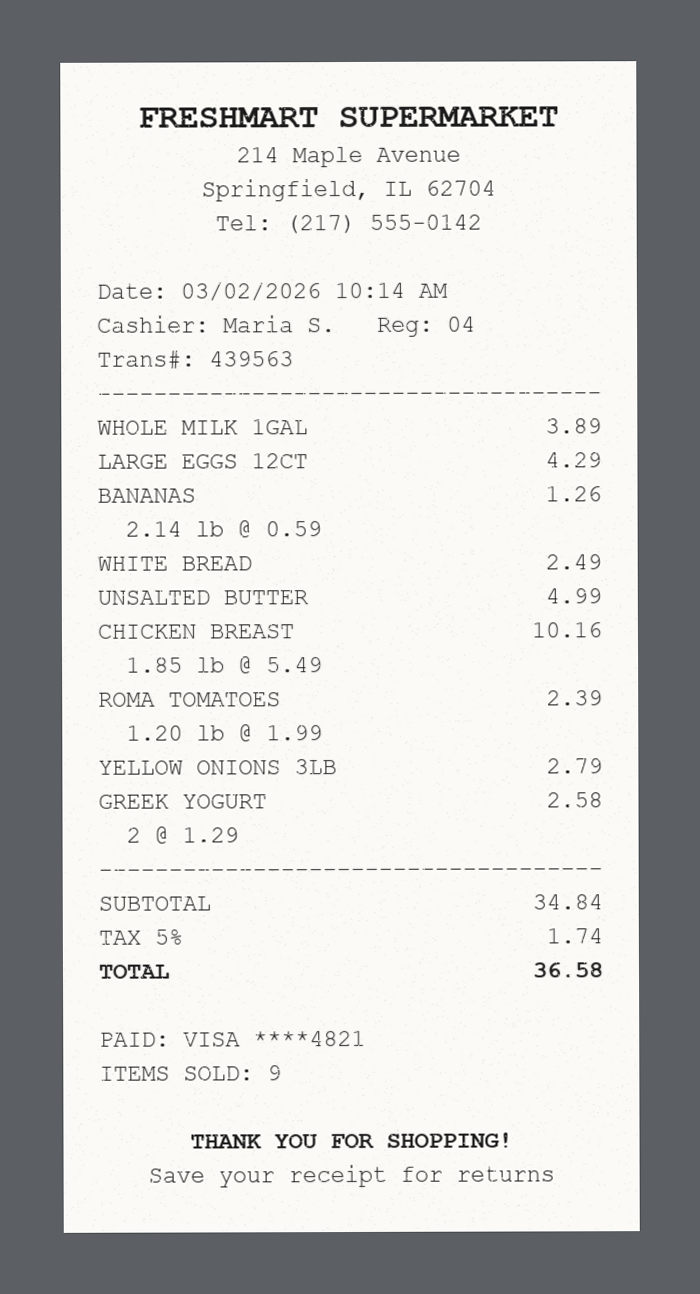 FRESHMART SUPERMARKET
214 Maple Avenue
Springfield, IL 62704
Tel: (217) 555-0142
Date: 03/02/2026 10:14 AM
Cashier: Maria S. Reg: 04
Trans#: 439563
------------------------------------
WHOLE MILK 1GAL 3.89
LARGE EGGS 12CT 4.29
BANANAS 1.26
2.14 lb @ 0.59
WHITE BREAD 2.49
UNSALTED BUTTER 4.99
CHICKEN BREAST 10.16
1.85 lb @ 5.49
ROMA TOMATOES 2.39
1.20 lb @ 1.99
YELLOW ONIONS 3LB 2.79
GREEK YOGURT 2.58
2 @ 1.29
------------------------------------
SUBTOTAL 34.84
TAX 5% 1.74
TOTAL 36.58
PAID: VISA ****4821
ITEMS SOLD: 9
THANK YOU FOR SHOPPING!
Save your receipt for returns